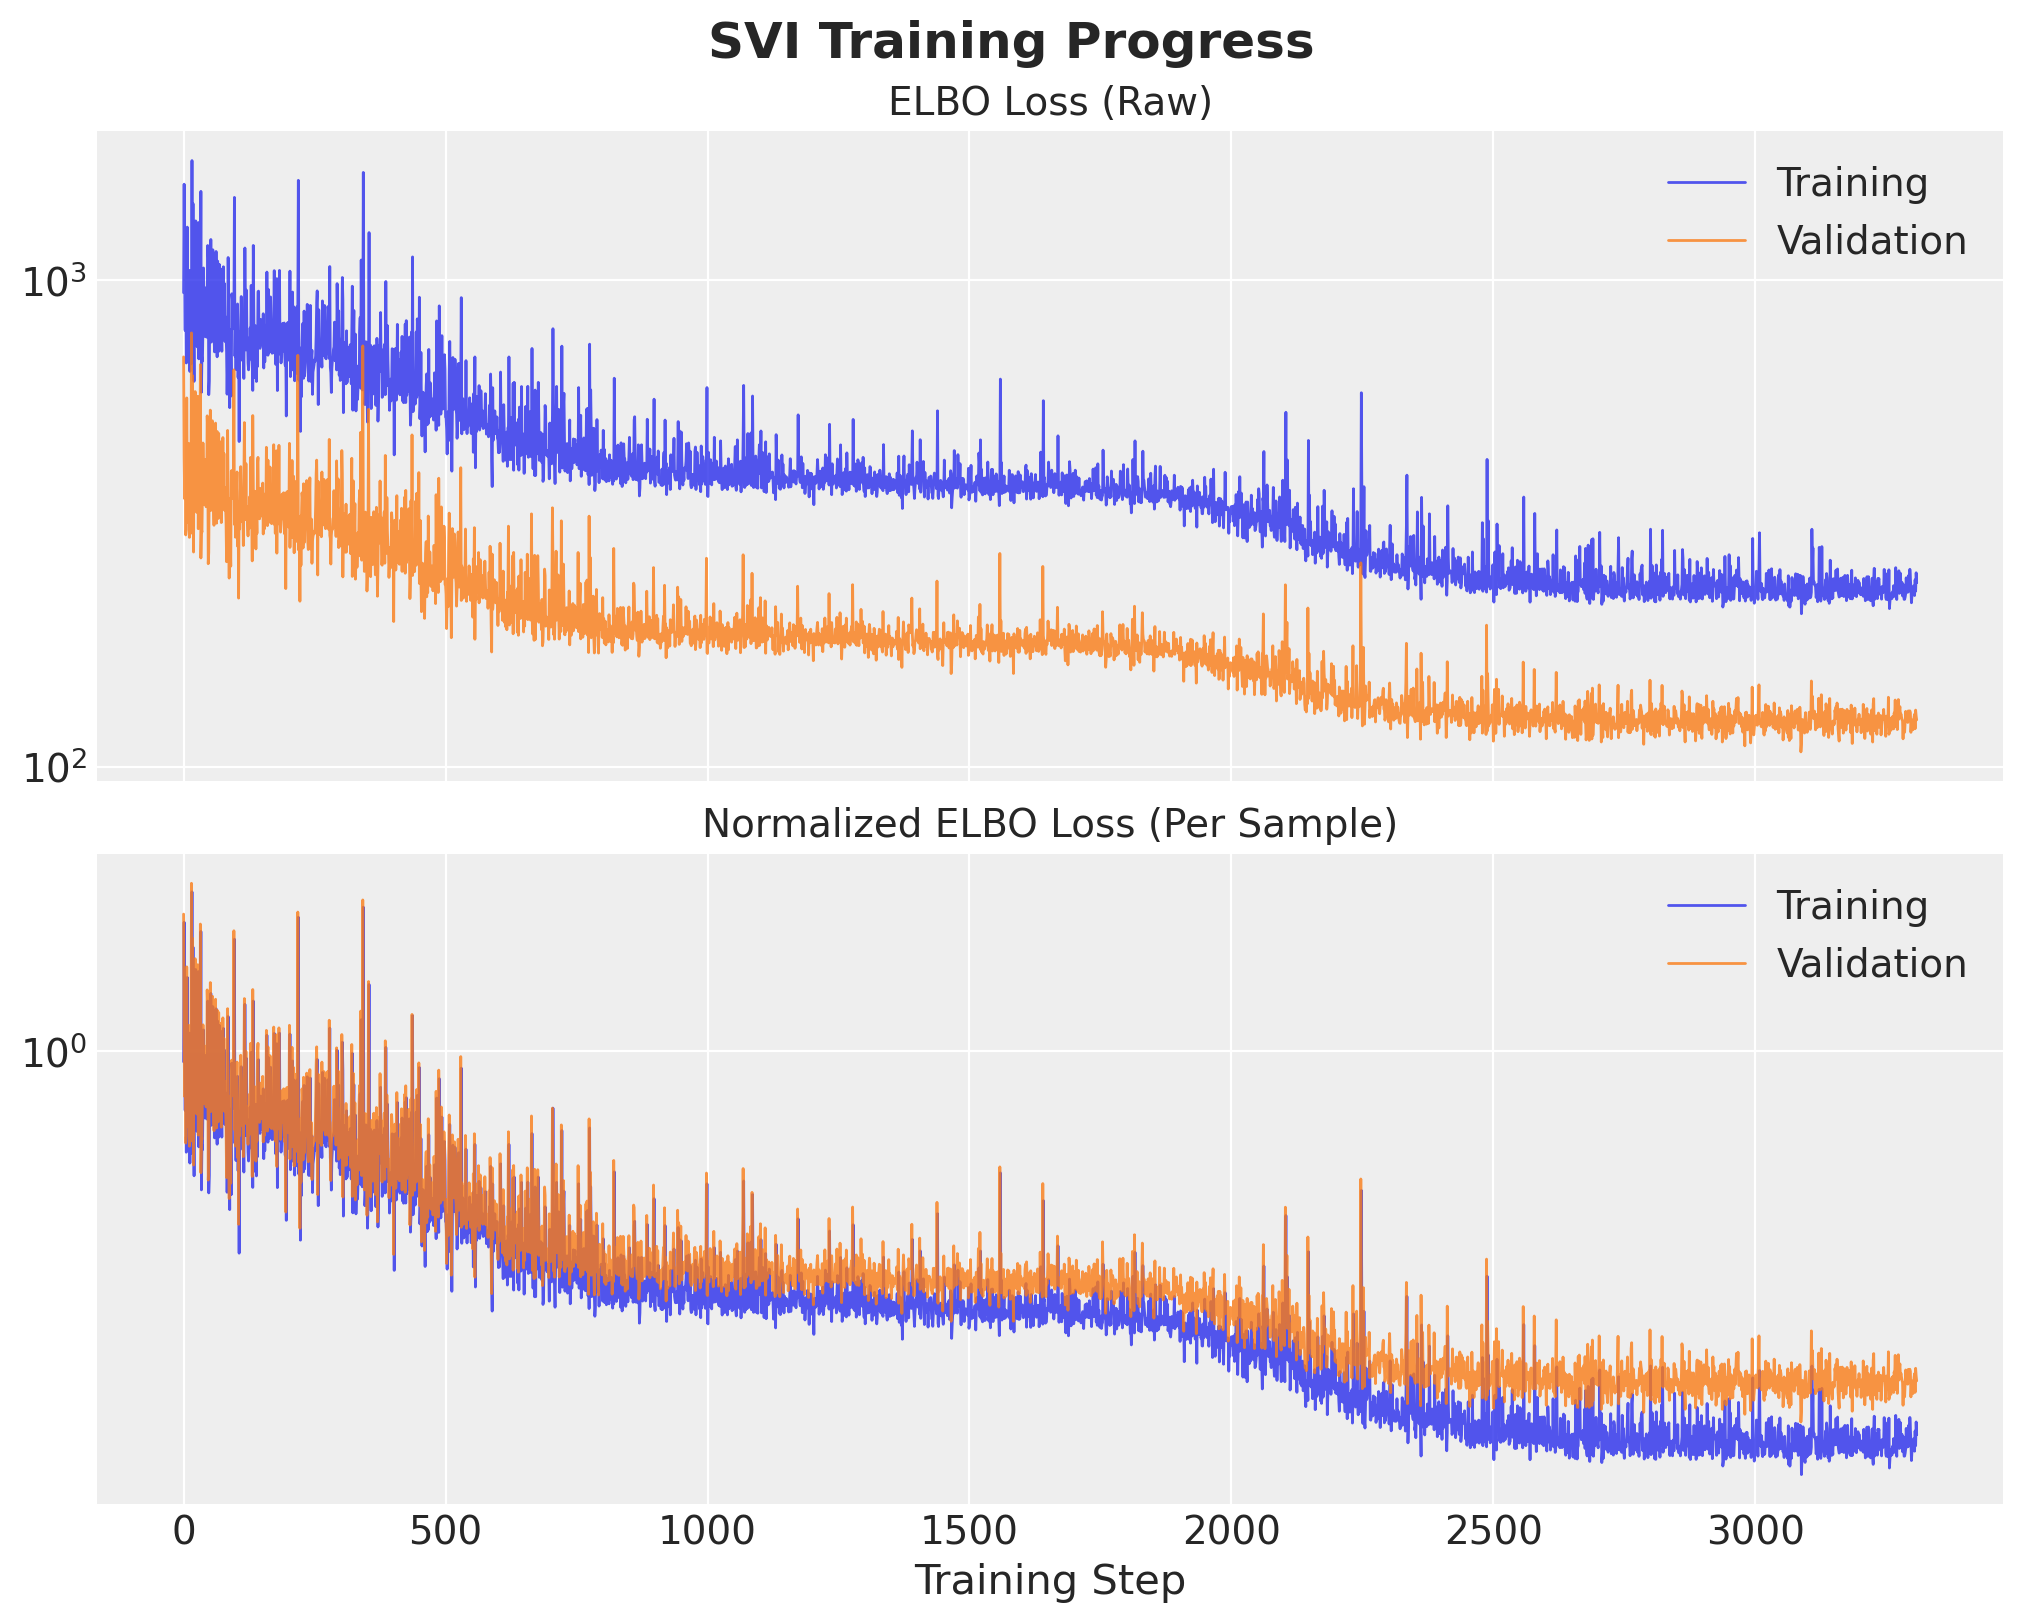 SVI Training Progress
ELBO Loss (Raw)
Training
Validation
10³
10²
Normalized ELBO Loss (Per Sample)
Training
Validation
10⁰
0 500 1000 1500 2000 2500 3000
Training Step